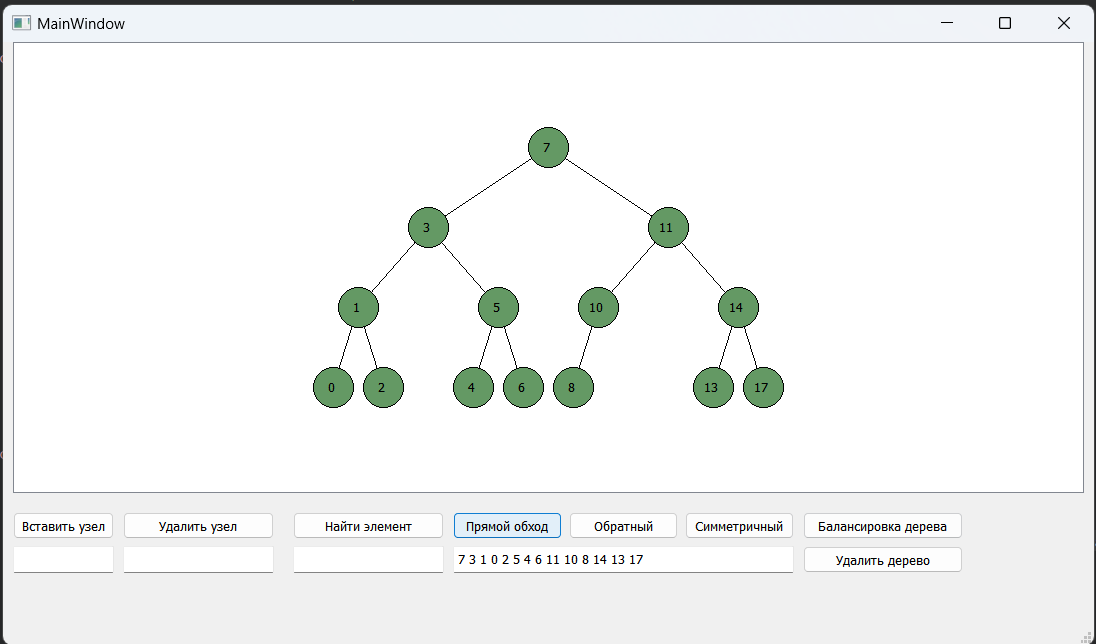 MainWindow
7
3 11
1 5 10 14
0 2 4 6 8 13 17
Вставить узел Удалить узел Найти элемент Прямой обход Обратный Симметричный Балансировка дерева
7 3 1 0 2 5 4 6 11 10 8 14 13 17 Удалить дерево